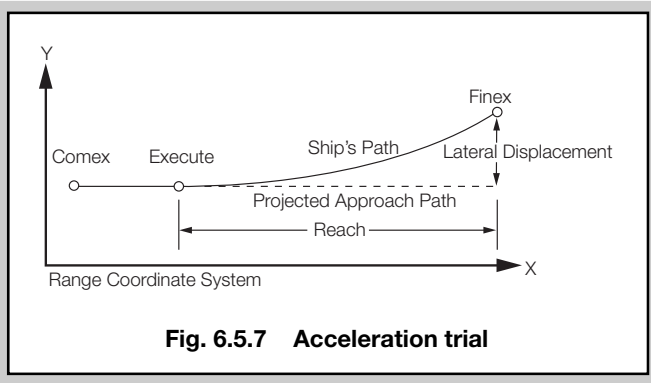 Y
Finex
Comex Execute Ship's Path Lateral Displacement
Projected Approach Path
Reach
X
Range Coordinate System
Fig. 6.5.7 Acceleration trial